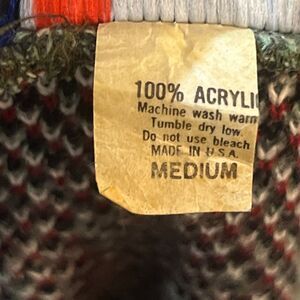 100% ACRYLI
Machine wash warm
Tumble dry low.
Do not use bleach
MADE IN U.S.A.
MEDIUM